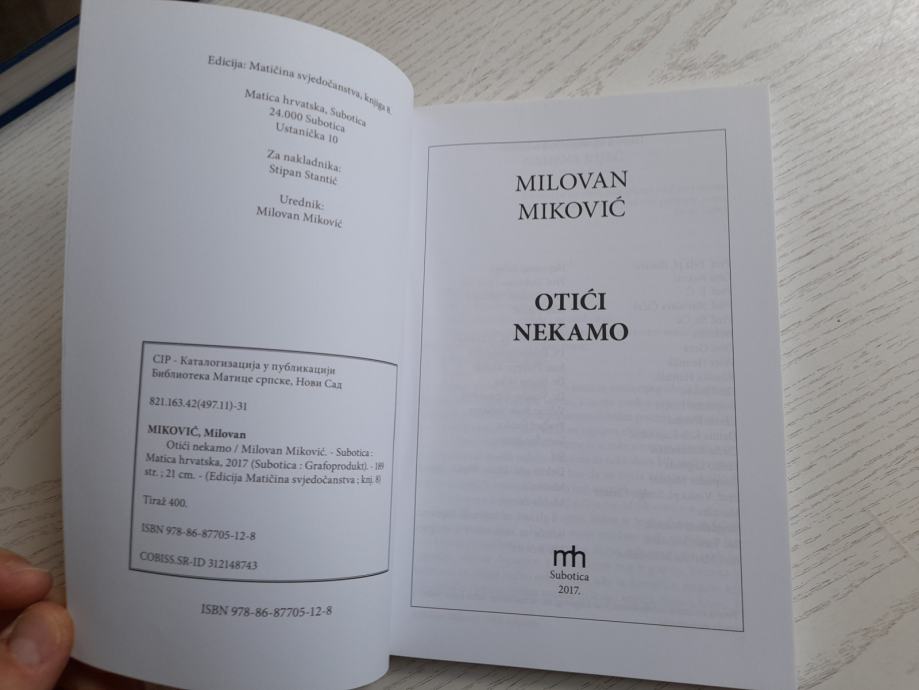 Edicija: Matičina svjedočanstva, knjiga 8.
Matica hrvatska, Subotica
24.000 Subotica
Ustanička 10
Za nakladnika:
Stipan Stantić
Urednik:
Milovan Miković
CIP - Каталогизација у публикацији
Библиотека Матице српске, Нови Сад
821.163.42(497.11)-31
MIKOVIĆ, Milovan
Otići nekamo / Milovan Miković. - Subotica :
Matica hrvatska, 2017 (Subotica : Grafoprodukt). - 189
str. ; 21 cm. - (Edicija Matičina svjedočanstva ; knj. 8)
Tiraž 400.
ISBN 978-86-87705-12-8
COBISS.SR-ID 312148743
ISBN 978-86-87705-12-8
MILOVAN
MIKOVIĆ
OTIĆI
NEKAMO
mh
Subotica
2017.